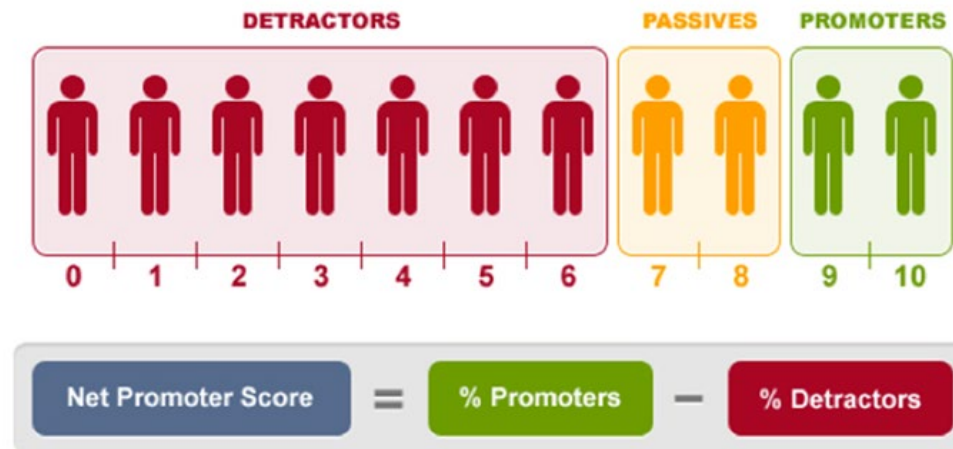 DETRACTORS PASSIVES PROMOTERS
0 1 2 3 4 5 6 7 8 9 10
Net Promoter Score = % Promoters − % Detractors